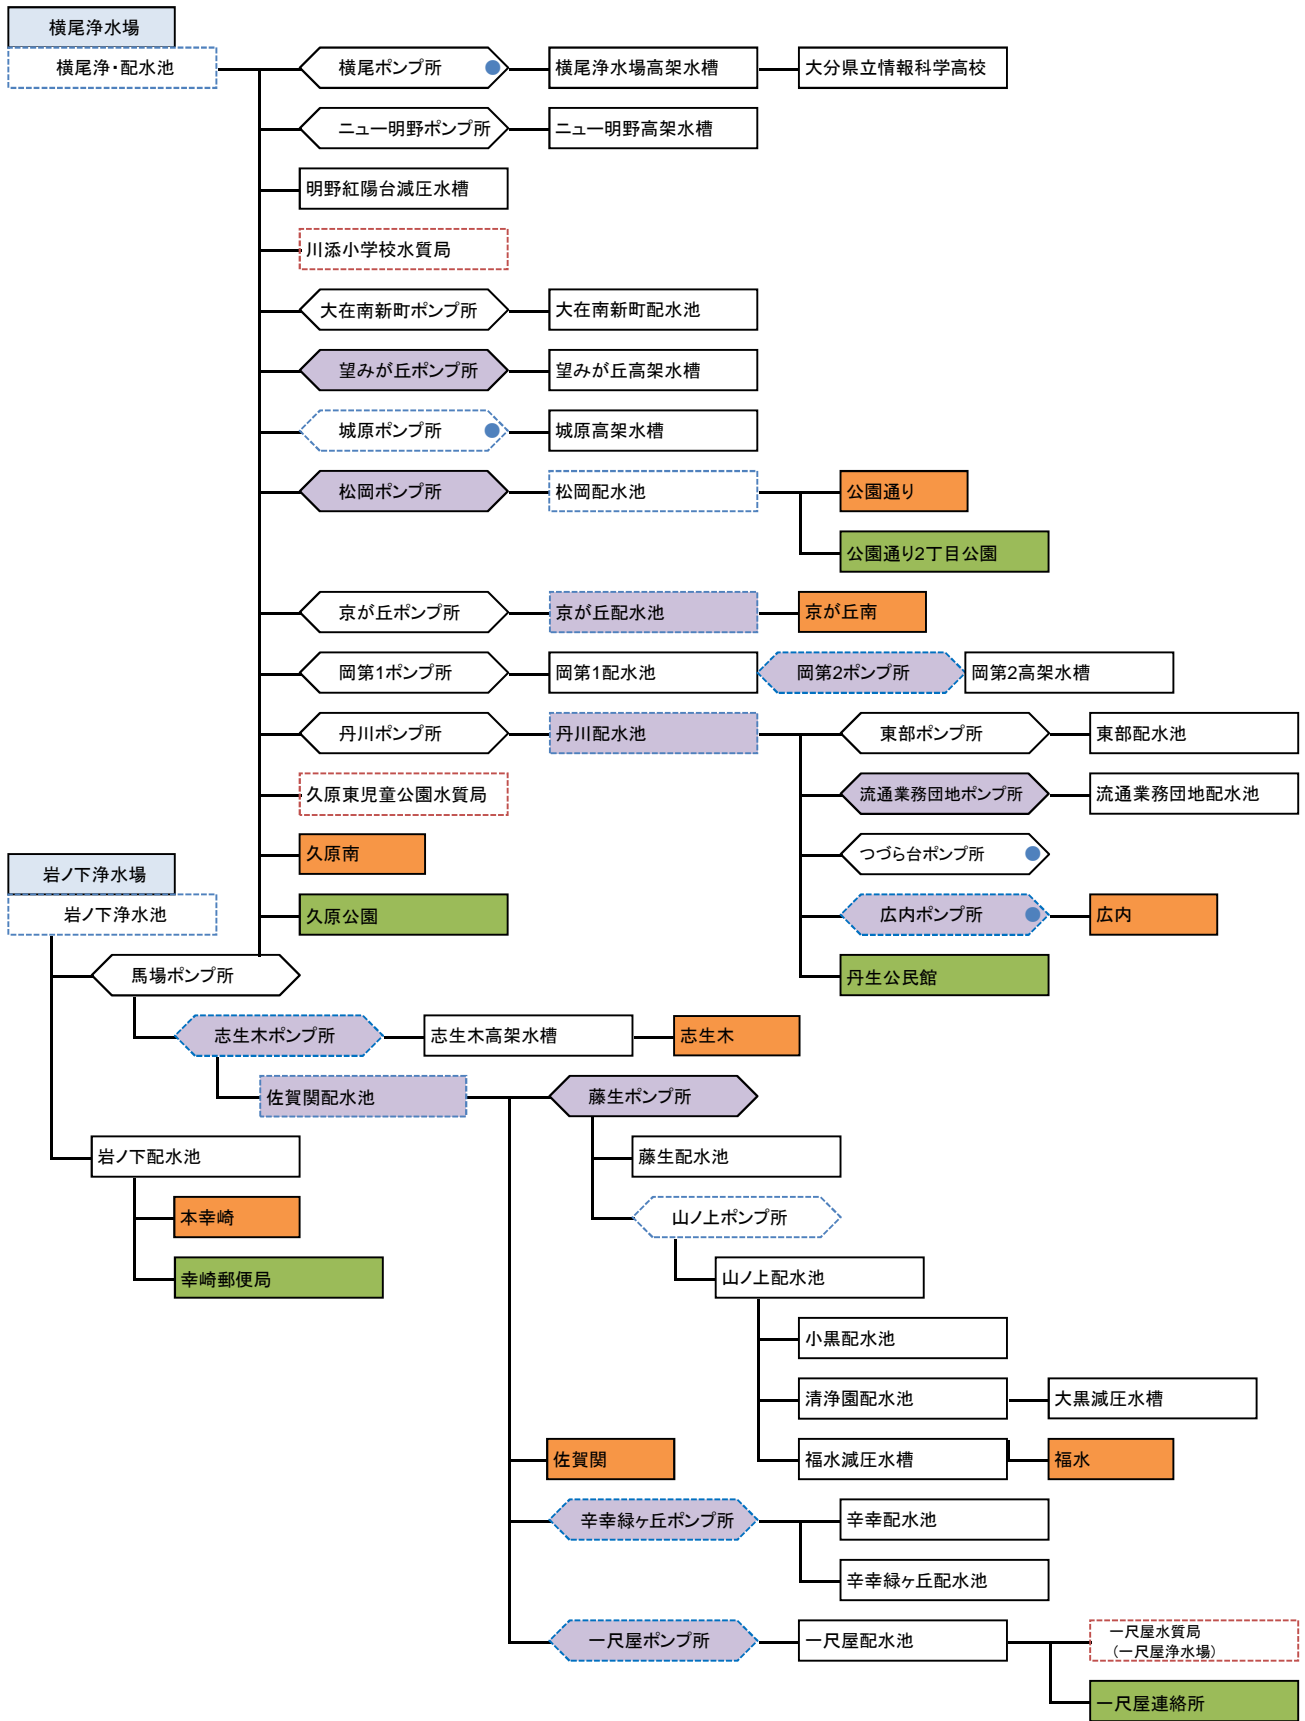 横尾浄水場
横尾浄・配水池
横尾ポンプ所
横尾浄水場高架水槽
大分県立情報科学高校
ニュー明野ポンプ所
ニュー明野高架水槽
明野紅陽台減圧水槽
川添小学校水質局
大在南新町ポンプ所
大在南新町配水池
望みが丘ポンプ所
望みが丘高架水槽
城原ポンプ所
城原高架水槽
松岡ポンプ所
松岡配水池
公園通り
公園通り2丁目公園
京が丘ポンプ所
京が丘配水池
京が丘南
岡第1ポンプ所
岡第1配水池
岡第2ポンプ所
岡第2高架水槽
丹川ポンプ所
丹川配水池
東部ポンプ所
東部配水池
久原東児童公園水質局
流通業務団地ポンプ所
流通業務団地配水池
久原南
つづら台ポンプ所
岩ノ下浄水場
岩ノ下浄水池
久原公園
広内ポンプ所
広内
馬場ポンプ所
丹生公民館
志生木ポンプ所
志生木高架水槽
志生木
佐賀関配水池
藤生ポンプ所
岩ノ下配水池
藤生配水池
本幸崎
山ノ上ポンプ所
幸崎郵便局
山ノ上配水池
小黒配水池
清浄園配水池
大黒減圧水槽
佐賀関
福水減圧水槽
福水
辛幸緑ヶ丘ポンプ所
辛幸配水池
辛幸緑ヶ丘配水池
一尺屋ポンプ所
一尺屋配水池
一尺屋水質局
（一尺屋浄水場）
一尺屋連絡所